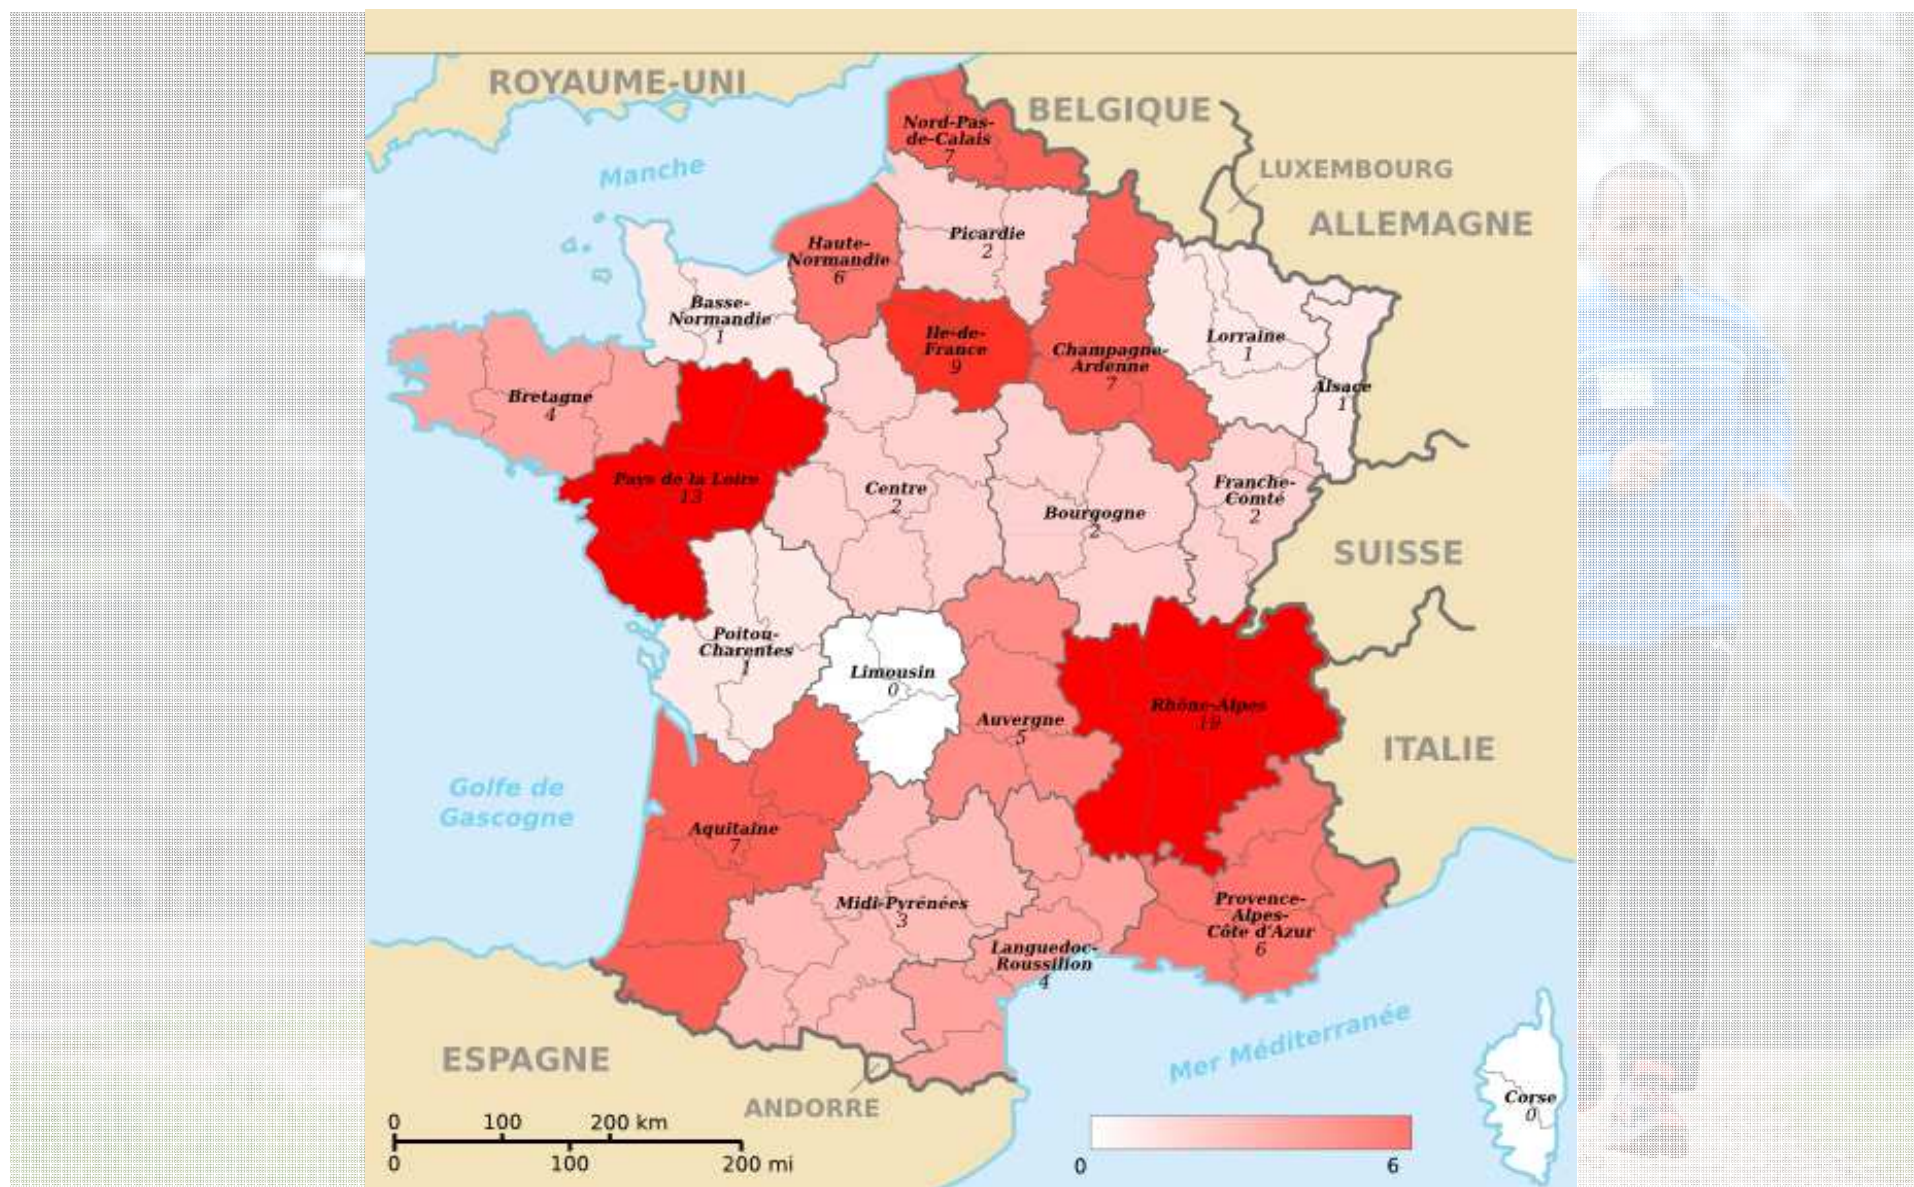 ROYAUME-UNI
BELGIQUE
LUXEMBOURG
ALLEMAGNE
Manche
Nord-Pas-
de-Calais
7
Picardie
2
Haute-
Normandie
6
Basse-
Normandie
1
Ile-de-
France
9
Champagne-
Ardenne
7
Lorraine
1
Alsace
1
Bretagne
4
Pays de la Loire
13
Centre
2
Bourgogne
2
Franche-
Comté
2
SUISSE
Poitou-
Charentes
1
Limousin
0
Auvergne
5
Rhône-Alpes
19
ITALIE
Golfe de
Gascogne
Aquitaine
7
Midi-Pyrénées
3
Languedoc-
Roussillon
4
Provence-
Alpes-
Côte d'Azur
6
Mer Méditerranée
ESPAGNE
ANDORRE
Corse
0
0 100 200 km
0 100 200 mi
0 6